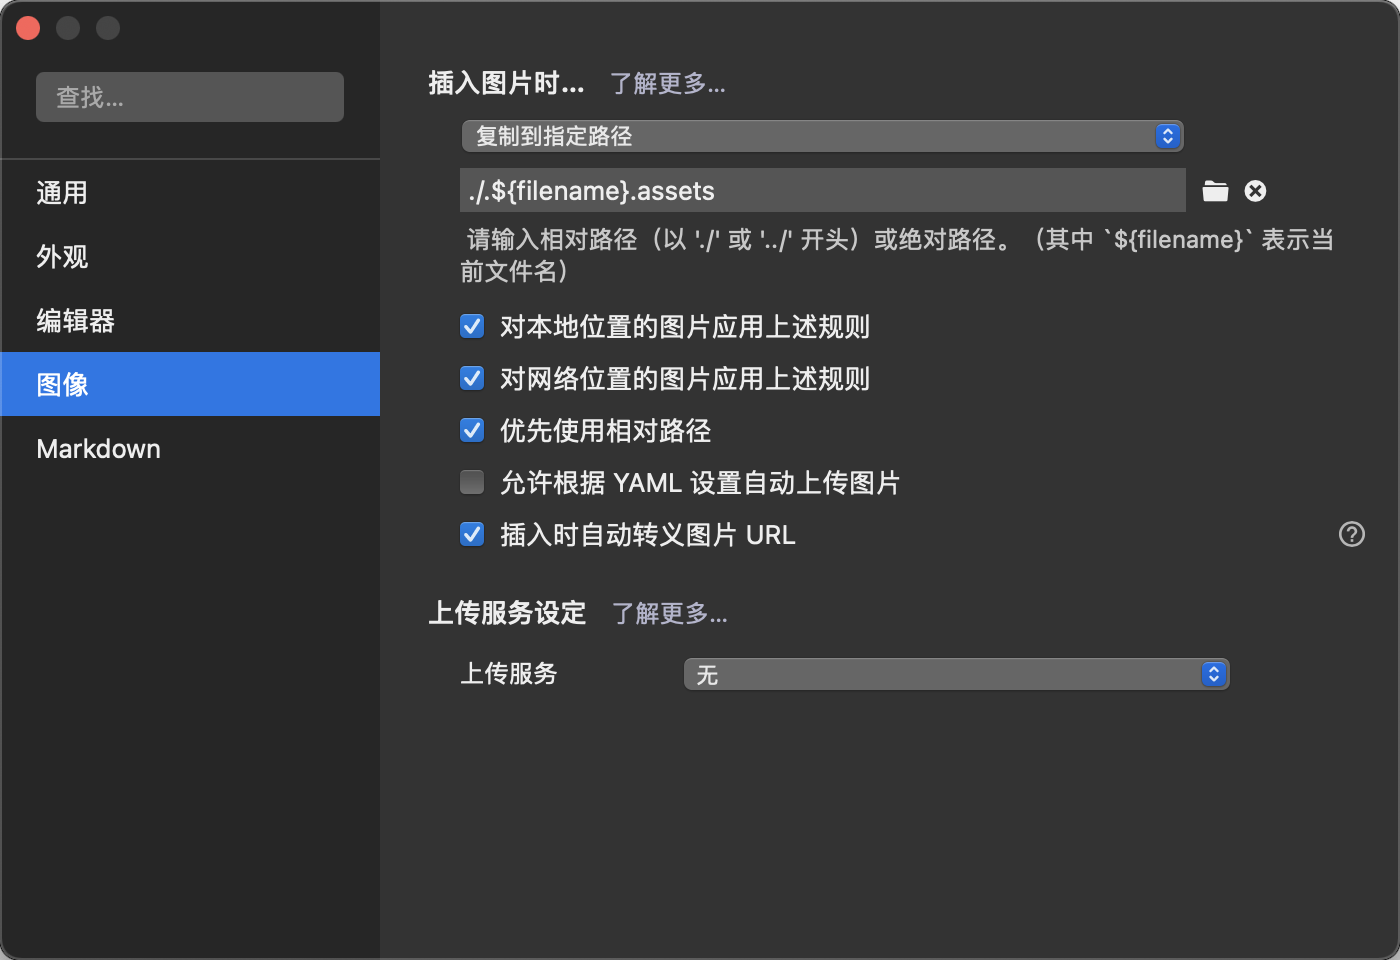 查找...
通用
外观
编辑器
图像
Markdown
插入图片时... 了解更多...
复制到指定路径
./.${filename}.assets
请输入相对路径（以 './' 或 '../' 开头）或绝对路径。（其中 `${filename}` 表示当
前文件名）
对本地位置的图片应用上述规则
对网络位置的图片应用上述规则
优先使用相对路径
允许根据 YAML 设置自动上传图片
插入时自动转义图片 URL
上传服务设定 了解更多...
上传服务 无